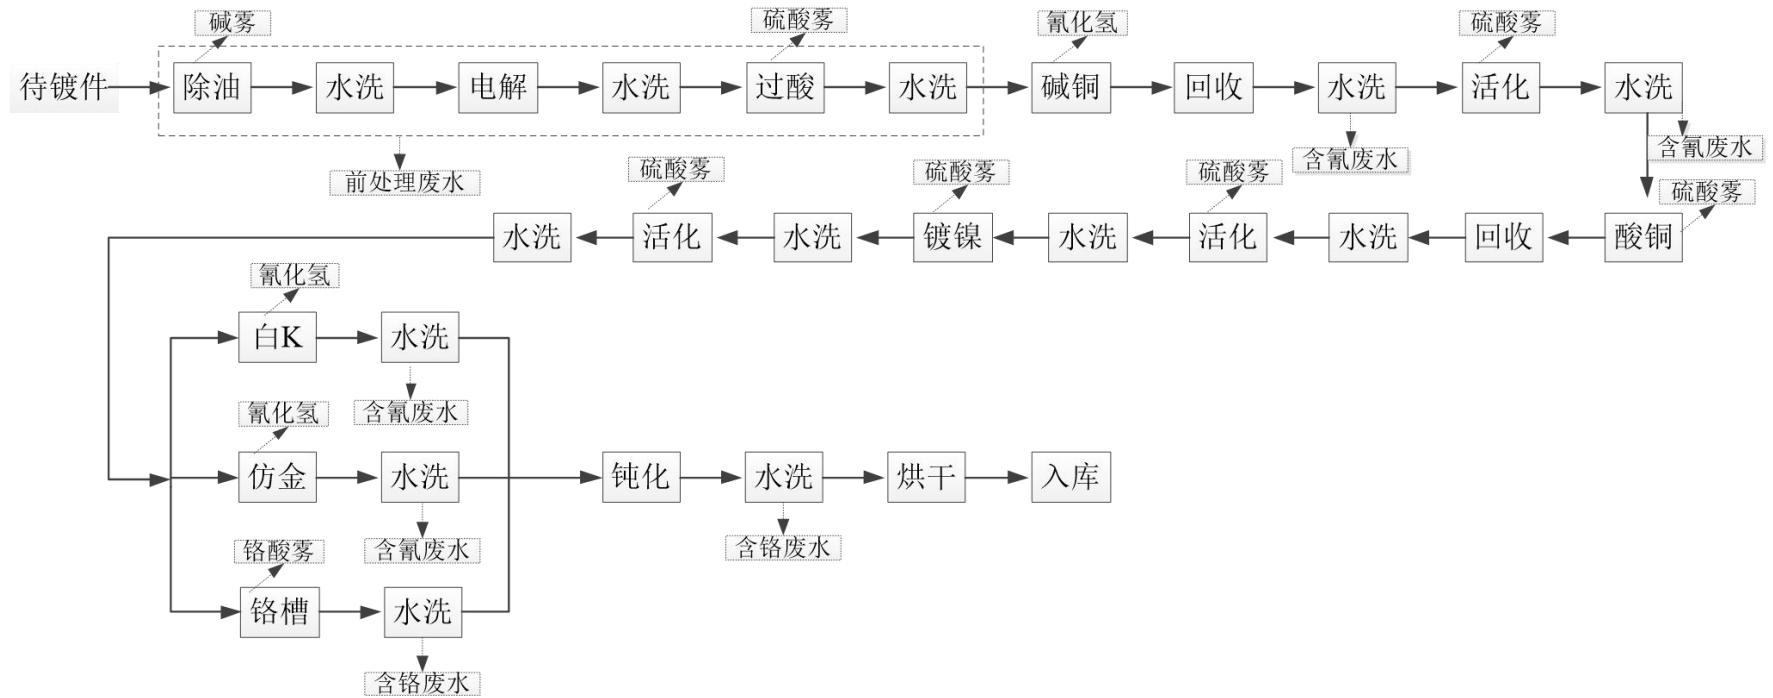 碱雾
硫酸雾
氰化氢
硫酸雾
待镀件
除油
水洗
电解
水洗
过酸
水洗
碱铜
回收
水洗
活化
水洗
前处理废水
含氰废水
含氰废水
硫酸雾
硫酸雾
硫酸雾
硫酸雾
水洗
活化
水洗
镀镍
水洗
活化
水洗
回收
酸铜
氰化氢
白K
水洗
含氰废水
氰化氢
仿金
水洗
钝化
水洗
烘干
入库
含氰废水
含铬废水
铬酸雾
铬槽
水洗
含铬废水